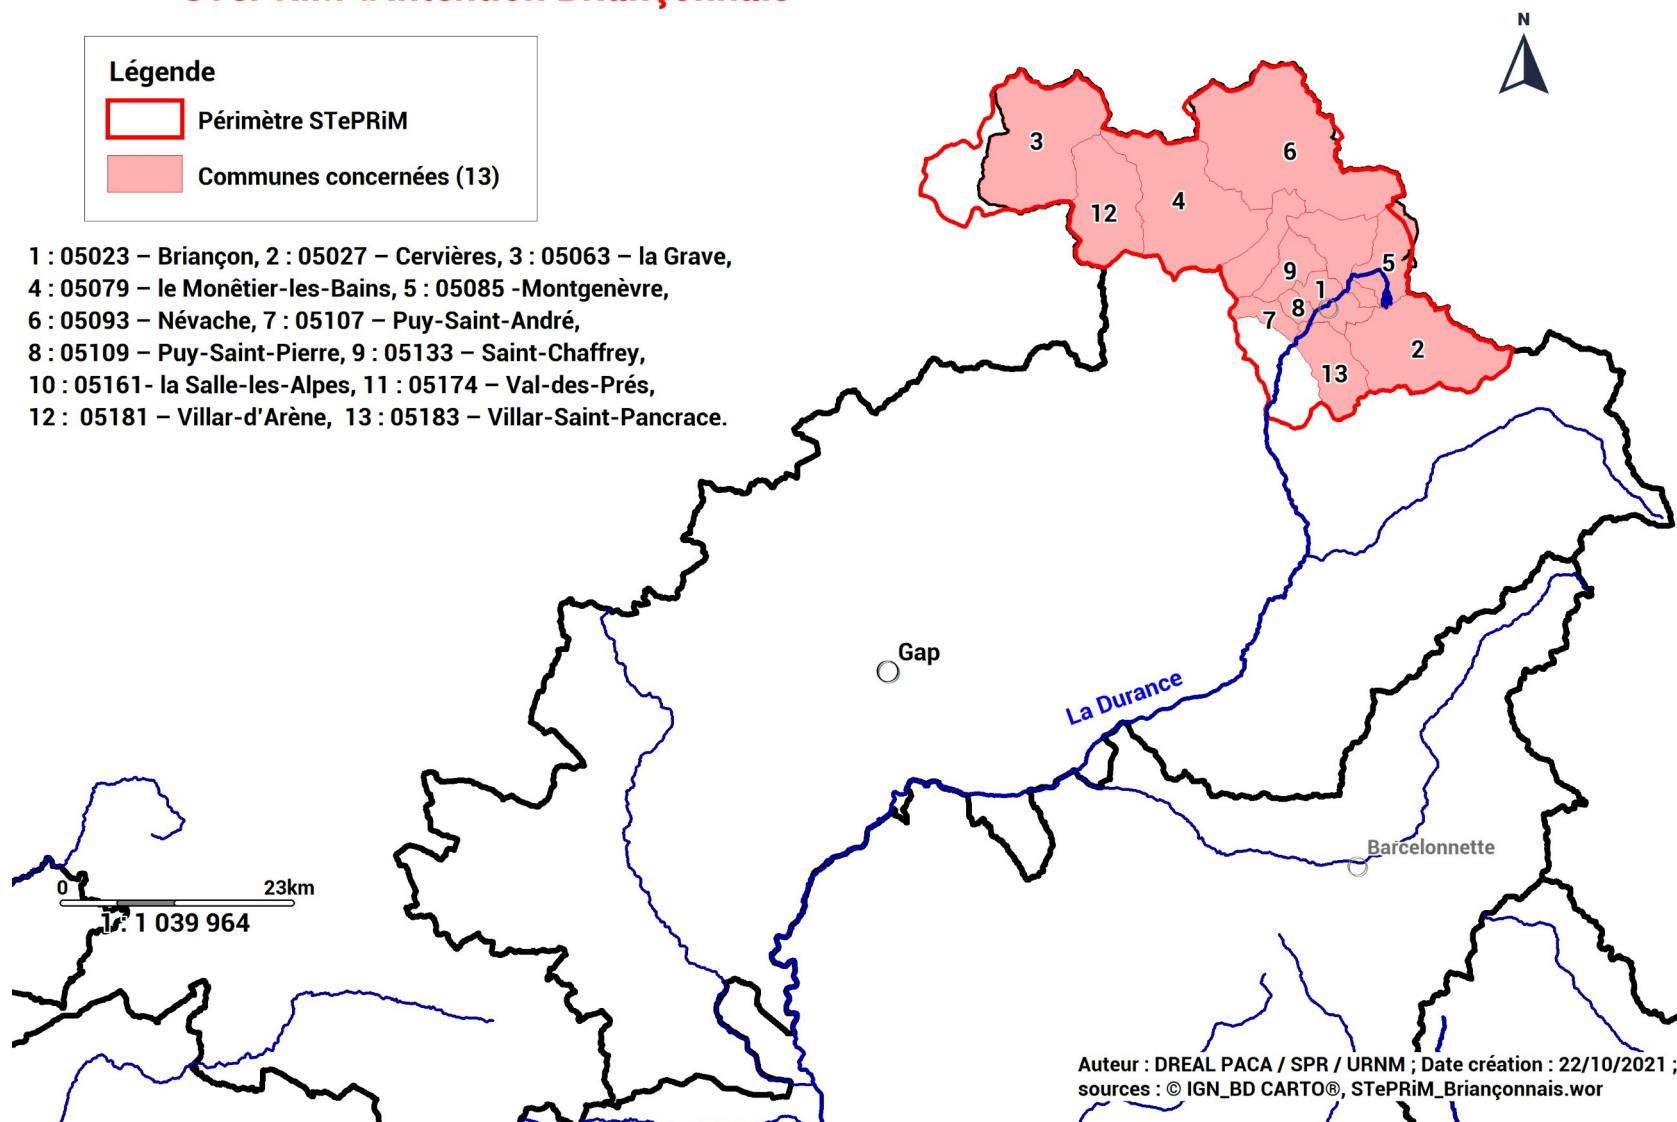 N
Légende
Périmètre STePRiM
Communes concernées (13)
1 : 05023 – Briançon, 2 : 05027 – Cervières, 3 : 05063 – la Grave,
4 : 05079 – le Monêtier-les-Bains, 5 : 05085 -Montgenèvre,
6 : 05093 – Névache, 7 : 05107 – Puy-Saint-André,
8 : 05109 – Puy-Saint-Pierre, 9 : 05133 – Saint-Chaffrey,
10 : 05161- la Salle-les-Alpes, 11 : 05174 – Val-des-Prés,
12 : 05181 – Villar-d'Arène, 13 : 05183 – Villar-Saint-Pancrace.
3
6
4
12
5
9
1
8
7
2
13
Gap
La Durance
Barcelonnette
0 23km
1 : 1 039 964
Auteur : DREAL PACA / SPR / URNM ; Date création : 22/10/2021 ;
sources : © IGN_BD CARTO®, STePRiM_Briançonnais.wor